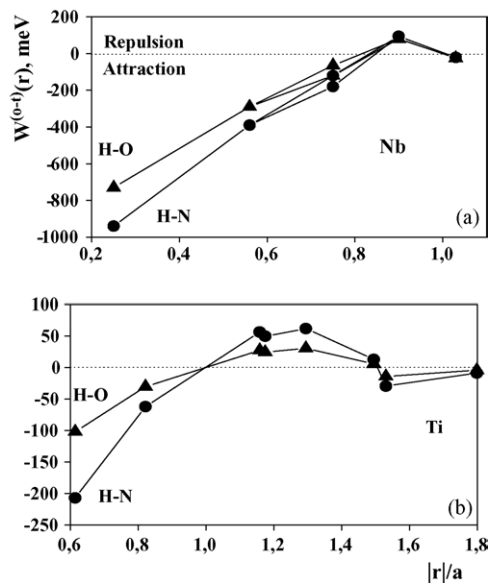 W(o-t)(r), meV
200
0
-200
-400
-600
-800
-1000
Repulsion
Attraction
H-O
H-N
Nb
(a)
0,2 0,4 0,6 0,8 1,0
100
50
0
-50
-100
-150
-200
-250
H-O
H-N
Ti
(b)
0,6 0,8 1,0 1,2 1,4 1,6 1,8
|r|/a